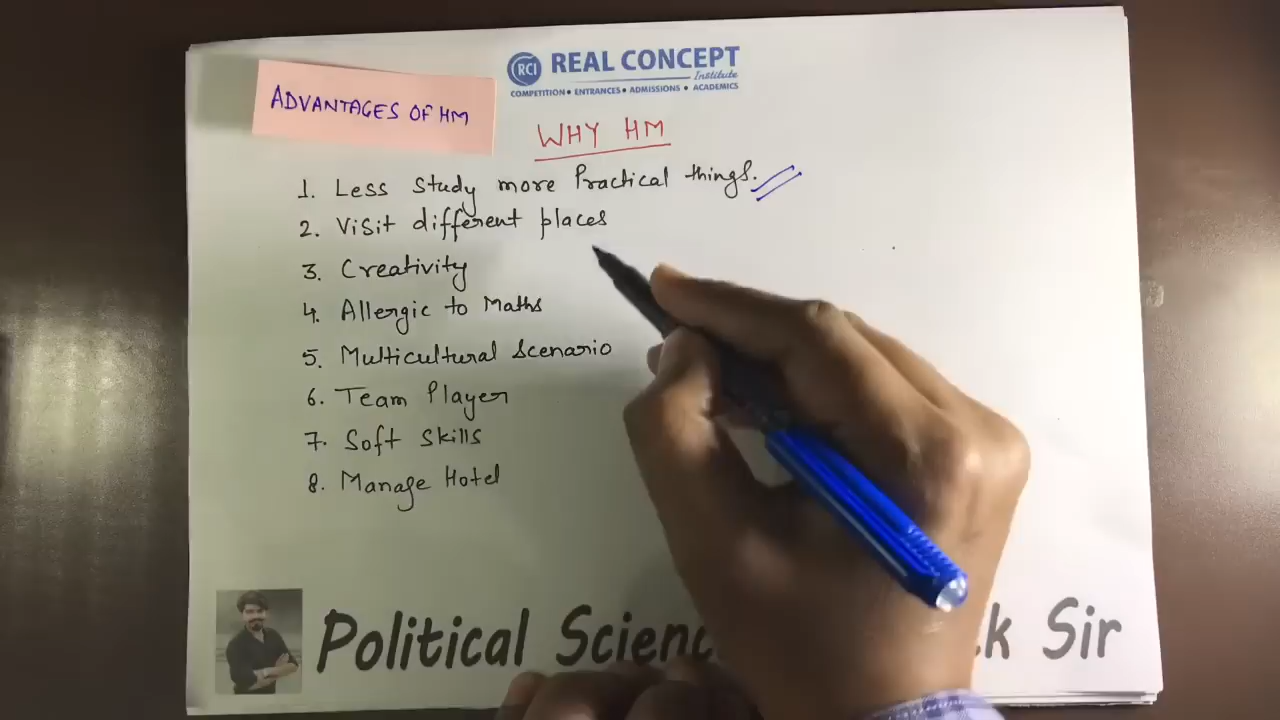 RCI REAL CONCEPT
Institute
COMPETITION • ENTRANCES • ADMISSIONS • ACADEMICS
ADVANTAGES OF HM
WHY HM
1. Less study more Practical things.
2. Visit different places
3. Creativity
4. Allergic to Maths
5. Multicultural Scenario
6. Team Player
7. Soft Skills
8. Manage Hotel
Political Sir